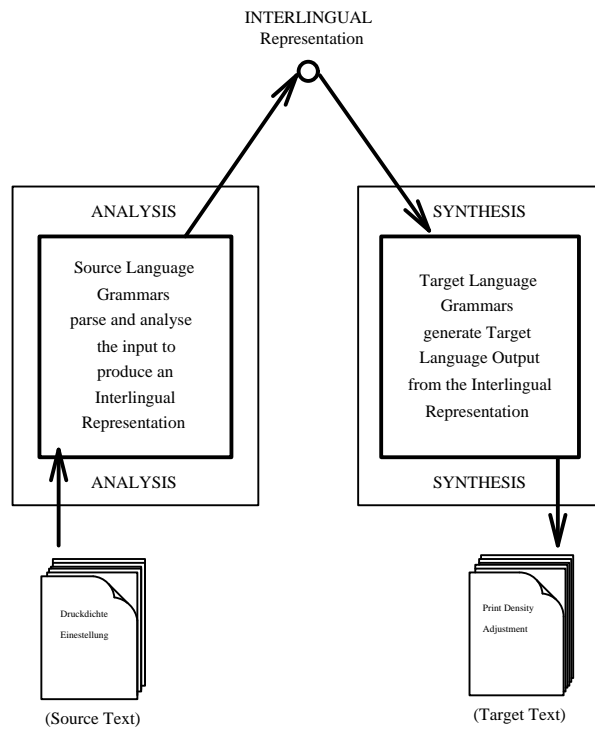 INTERLINGUAL
Representation
ANALYSIS
Source Language
Grammars
parse and analyse
the input to
produce an
Interlingual
Representation
ANALYSIS
SYNTHESIS
Target Language
Grammars
generate Target
Language Output
from the Interlingual
Representation
SYNTHESIS
Druckdichte
Einestellung
(Source Text)
Print Density
Adjustment
(Target Text)